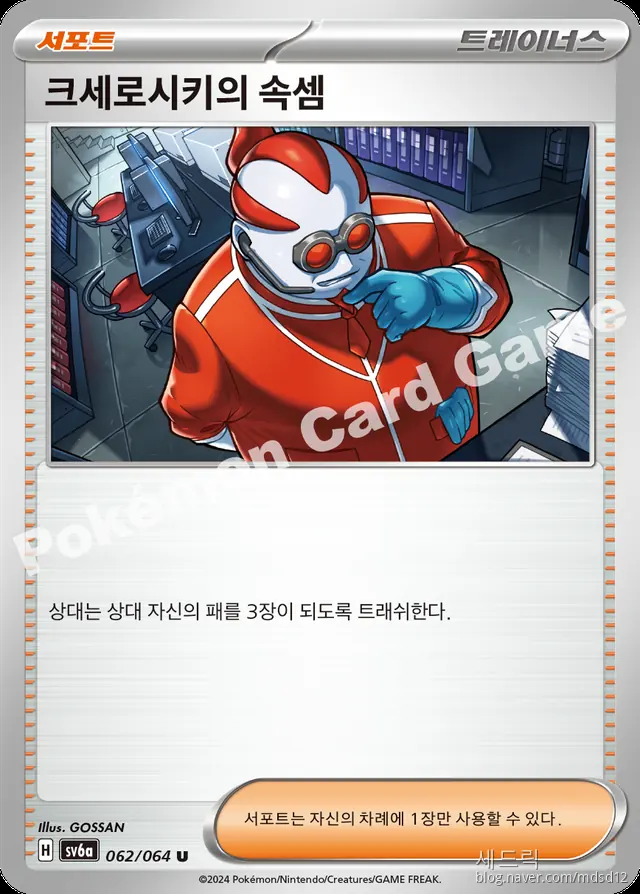 서포트
트레이너스
크세로시키의 속셈
Pokémon Card Game
상대는 상대 자신의 패를 3장이 되도록 트래쉬한다.
서포트는 자신의 차례에 1장만 사용할 수 있다.
Illus. GOSSAN
H sv6a 062/064 U
©2024 Pokémon/Nintendo/Creatures/GAME FREAK.
세드릭
blog.naver.com/mdsd12